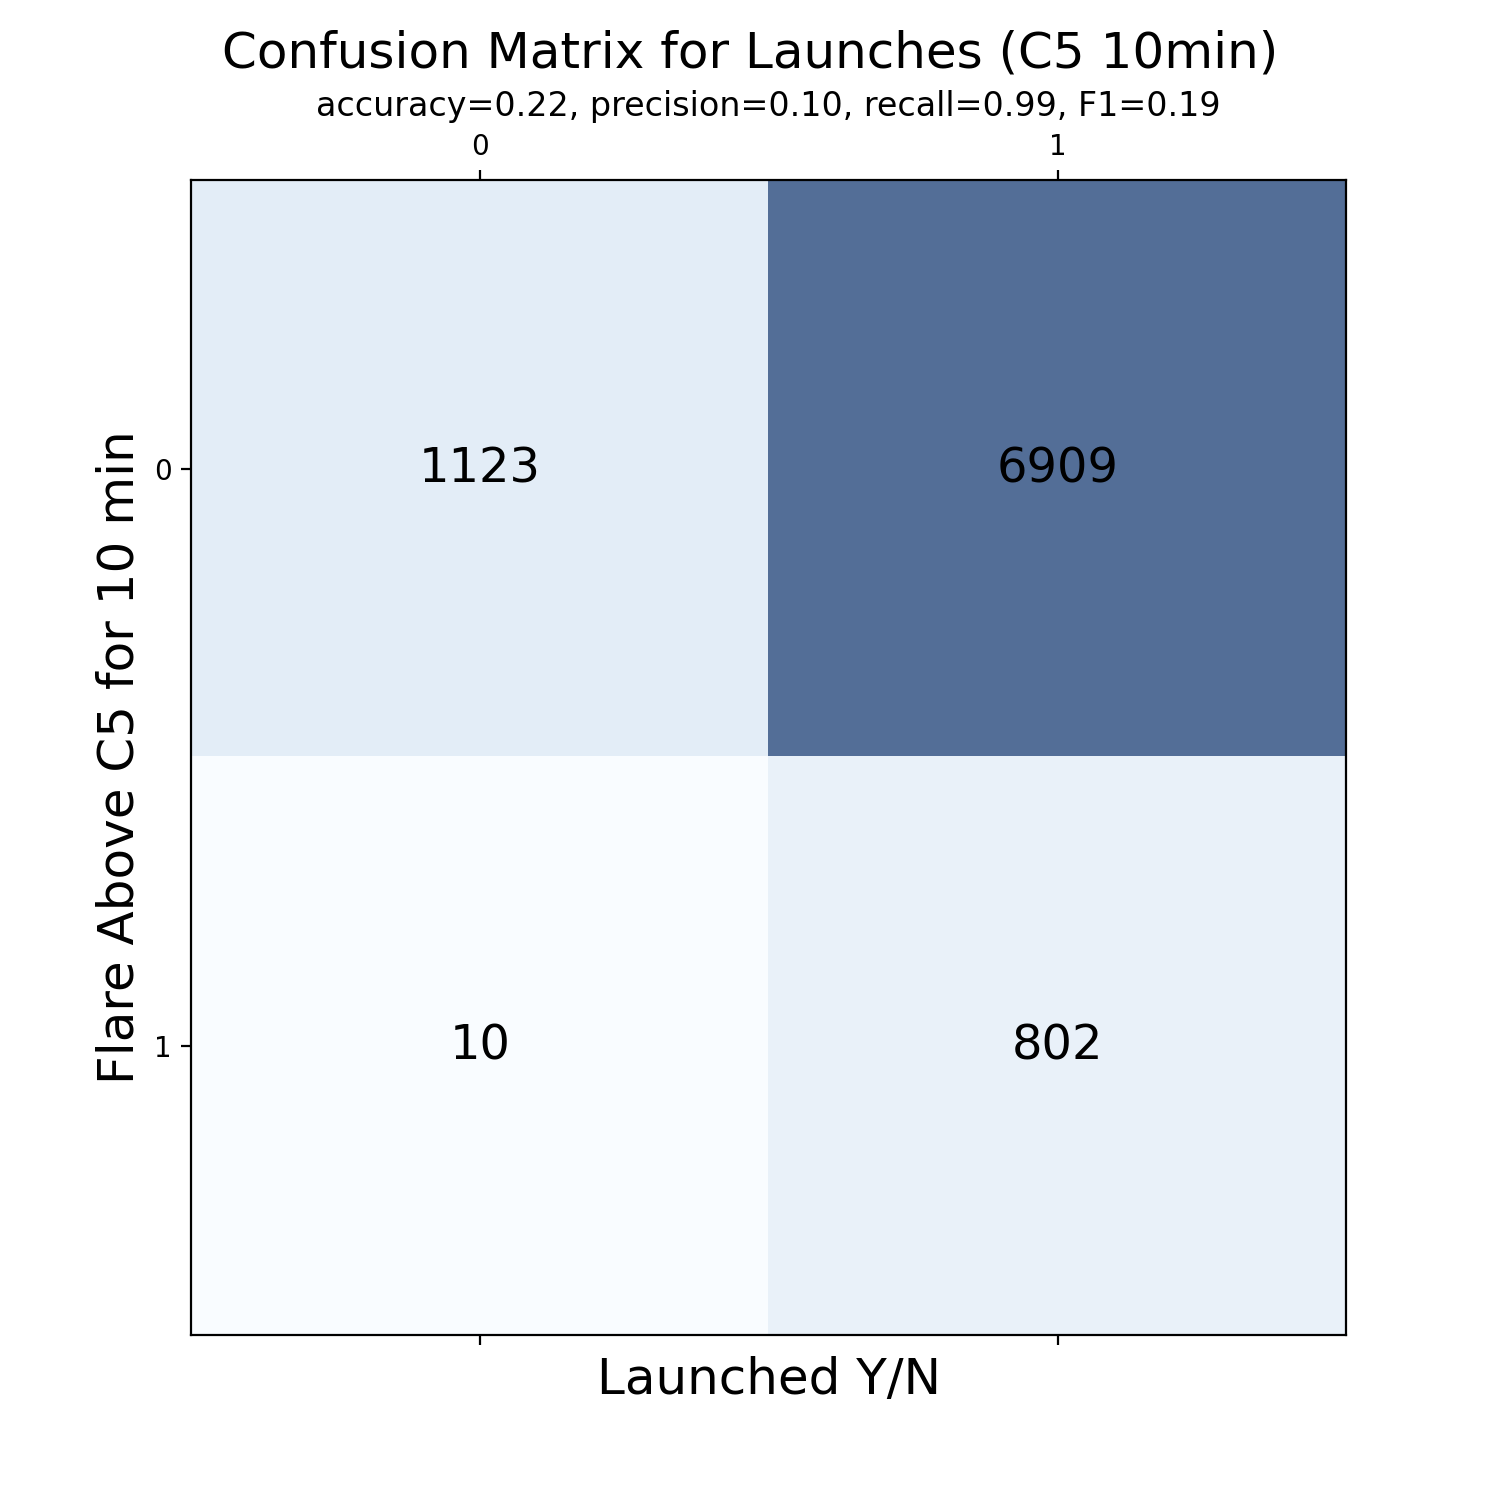 Confusion Matrix for Launches (C5 10min)
accuracy=0.22, precision=0.10, recall=0.99, F1=0.19
0 1
Flare Above C5 for 10 min
0 1123 6909
1 10 802
Launched Y/N